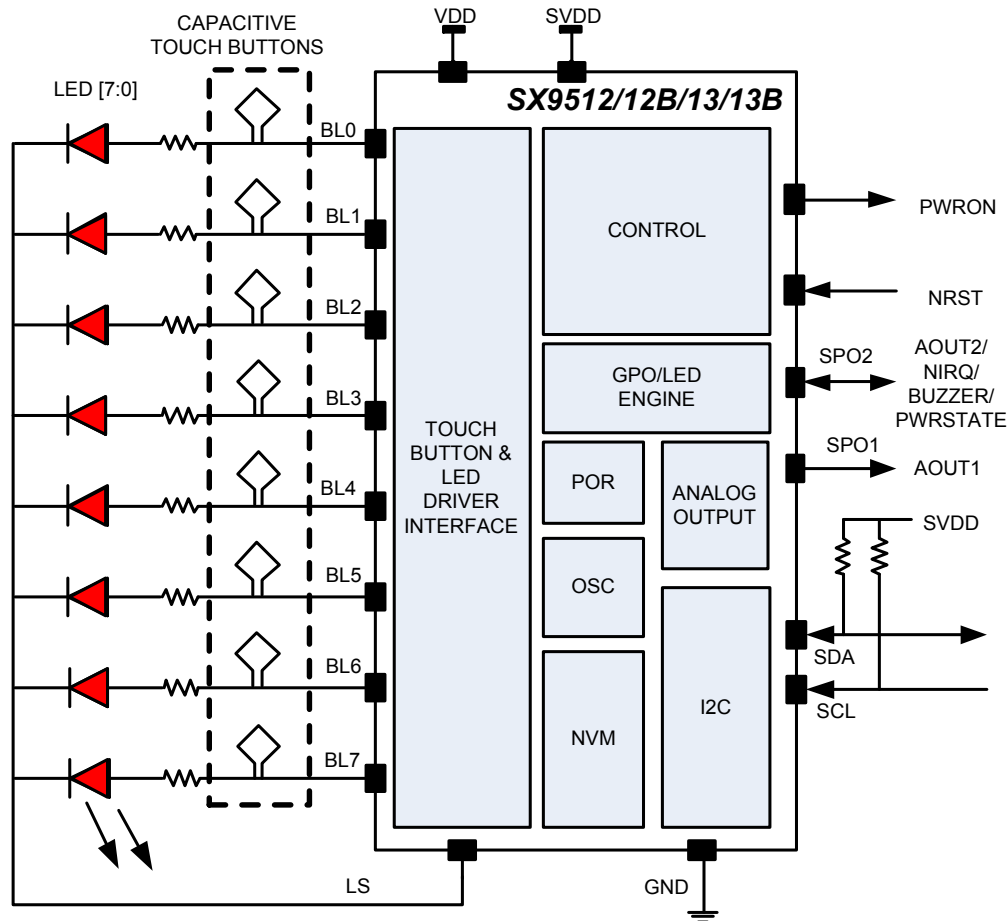 CAPACITIVE
TOUCH BUTTONS
VDD
SVDD
LED [7:0]
SX9512/12B/13/13B
BL0
BL1
BL2
BL3
BL4
BL5
BL6
BL7
TOUCH
BUTTON &
LED
DRIVER
INTERFACE
CONTROL
GPO/LED
ENGINE
POR
ANALOG
OUTPUT
OSC
NVM
I2C
PWRON
NRST
SPO2
AOUT2/
NIRQ/
BUZZER/
PWRSTATE
SPO1
AOUT1
SVDD
SDA
SCL
LS
GND